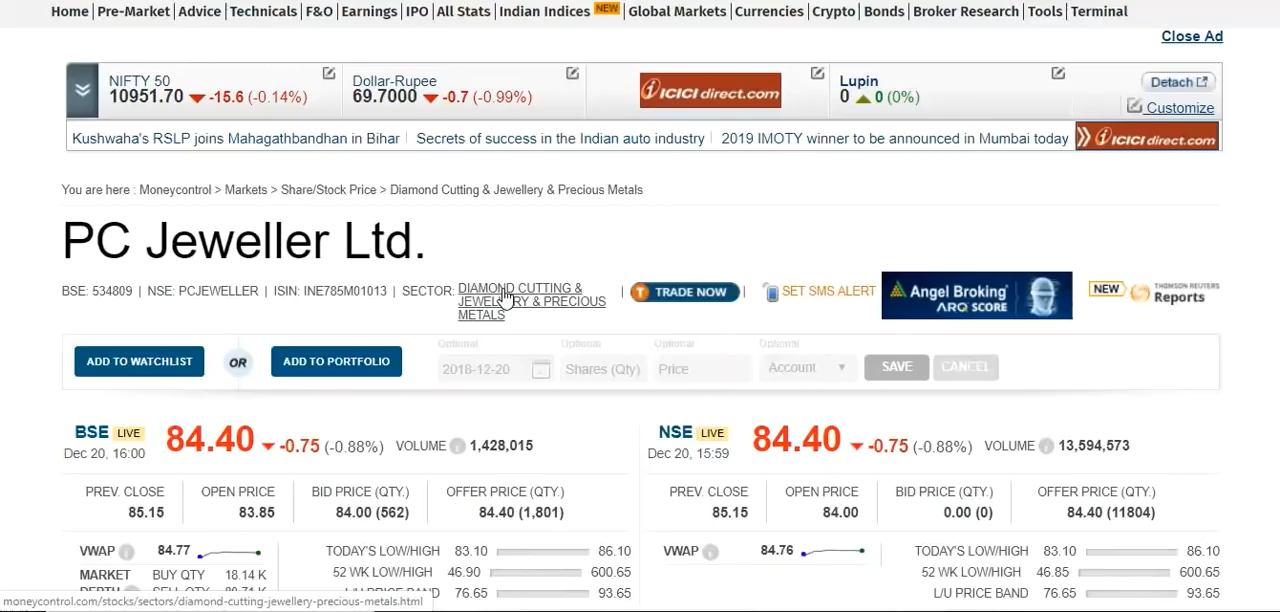 Home | Pre-Market | Advice | Technicals | F&O | Earnings | IPO | All Stats | Indian Indices NEW | Global Markets | Currencies | Crypto | Bonds | Broker Research | Tools | Terminal
Close Ad
NIFTY 50
10951.70 -15.6 (-0.14%)
Dollar-Rupee
69.7000 -0.7 (-0.99%)
ICICI direct.com
Lupin
0 0 (0%)
Detach
Customize
Kushwaha's RSLP joins Mahagathbandhan in Bihar | Secrets of success in the Indian auto industry | 2019 IMOTY winner to be announced in Mumbai today
ICICI direct.com
You are here : Moneycontrol > Markets > Share/Stock Price > Diamond Cutting & Jewellery & Precious Metals
PC Jeweller Ltd.
BSE: 534809 | NSE: PCJEWELLER | ISIN: INE785M01013 | SECTOR: DIAMOND CUTTING &
JEWELLERY & PRECIOUS
METALS
| T TRADE NOW |
SET SMS ALERT
Angel Broking
ARQ SCORE
NEW
THOMSON REUTERS
Reports
ADD TO WATCHLIST OR ADD TO PORTFOLIO
Optional Optional Optional Optional
2018-12-20 Shares (Qty) Price Account SAVE CANCEL
BSE LIVE
Dec 20, 16:00
84.40 -0.75 (-0.88%) VOLUME 1,428,015
PREV. CLOSE OPEN PRICE BID PRICE (QTY.) OFFER PRICE (QTY.)
85.15 83.85 84.00 (562) 84.40 (1,801)
VWAP 84.77
MARKET BUY QTY 18.14 K
DEPTH SELL QTY
TODAY'S LOW/HIGH 83.10 86.10
52 WK LOW/HIGH 46.90 600.65
L/U PRICE BAND 76.65 93.65
NSE LIVE
Dec 20, 15:59
84.40 -0.75 (-0.88%) VOLUME 13,594,573
PREV. CLOSE OPEN PRICE BID PRICE (QTY.) OFFER PRICE (QTY.)
85.15 84.00 0.00 (0) 84.40 (11804)
VWAP 84.76
TODAY'S LOW/HIGH 83.10 86.10
52 WK LOW/HIGH 46.85 600.65
L/U PRICE BAND 76.65 93.65
moneycontrol.com/stocks/sectors/diamond-cutting-jewellery-precious-metals.html